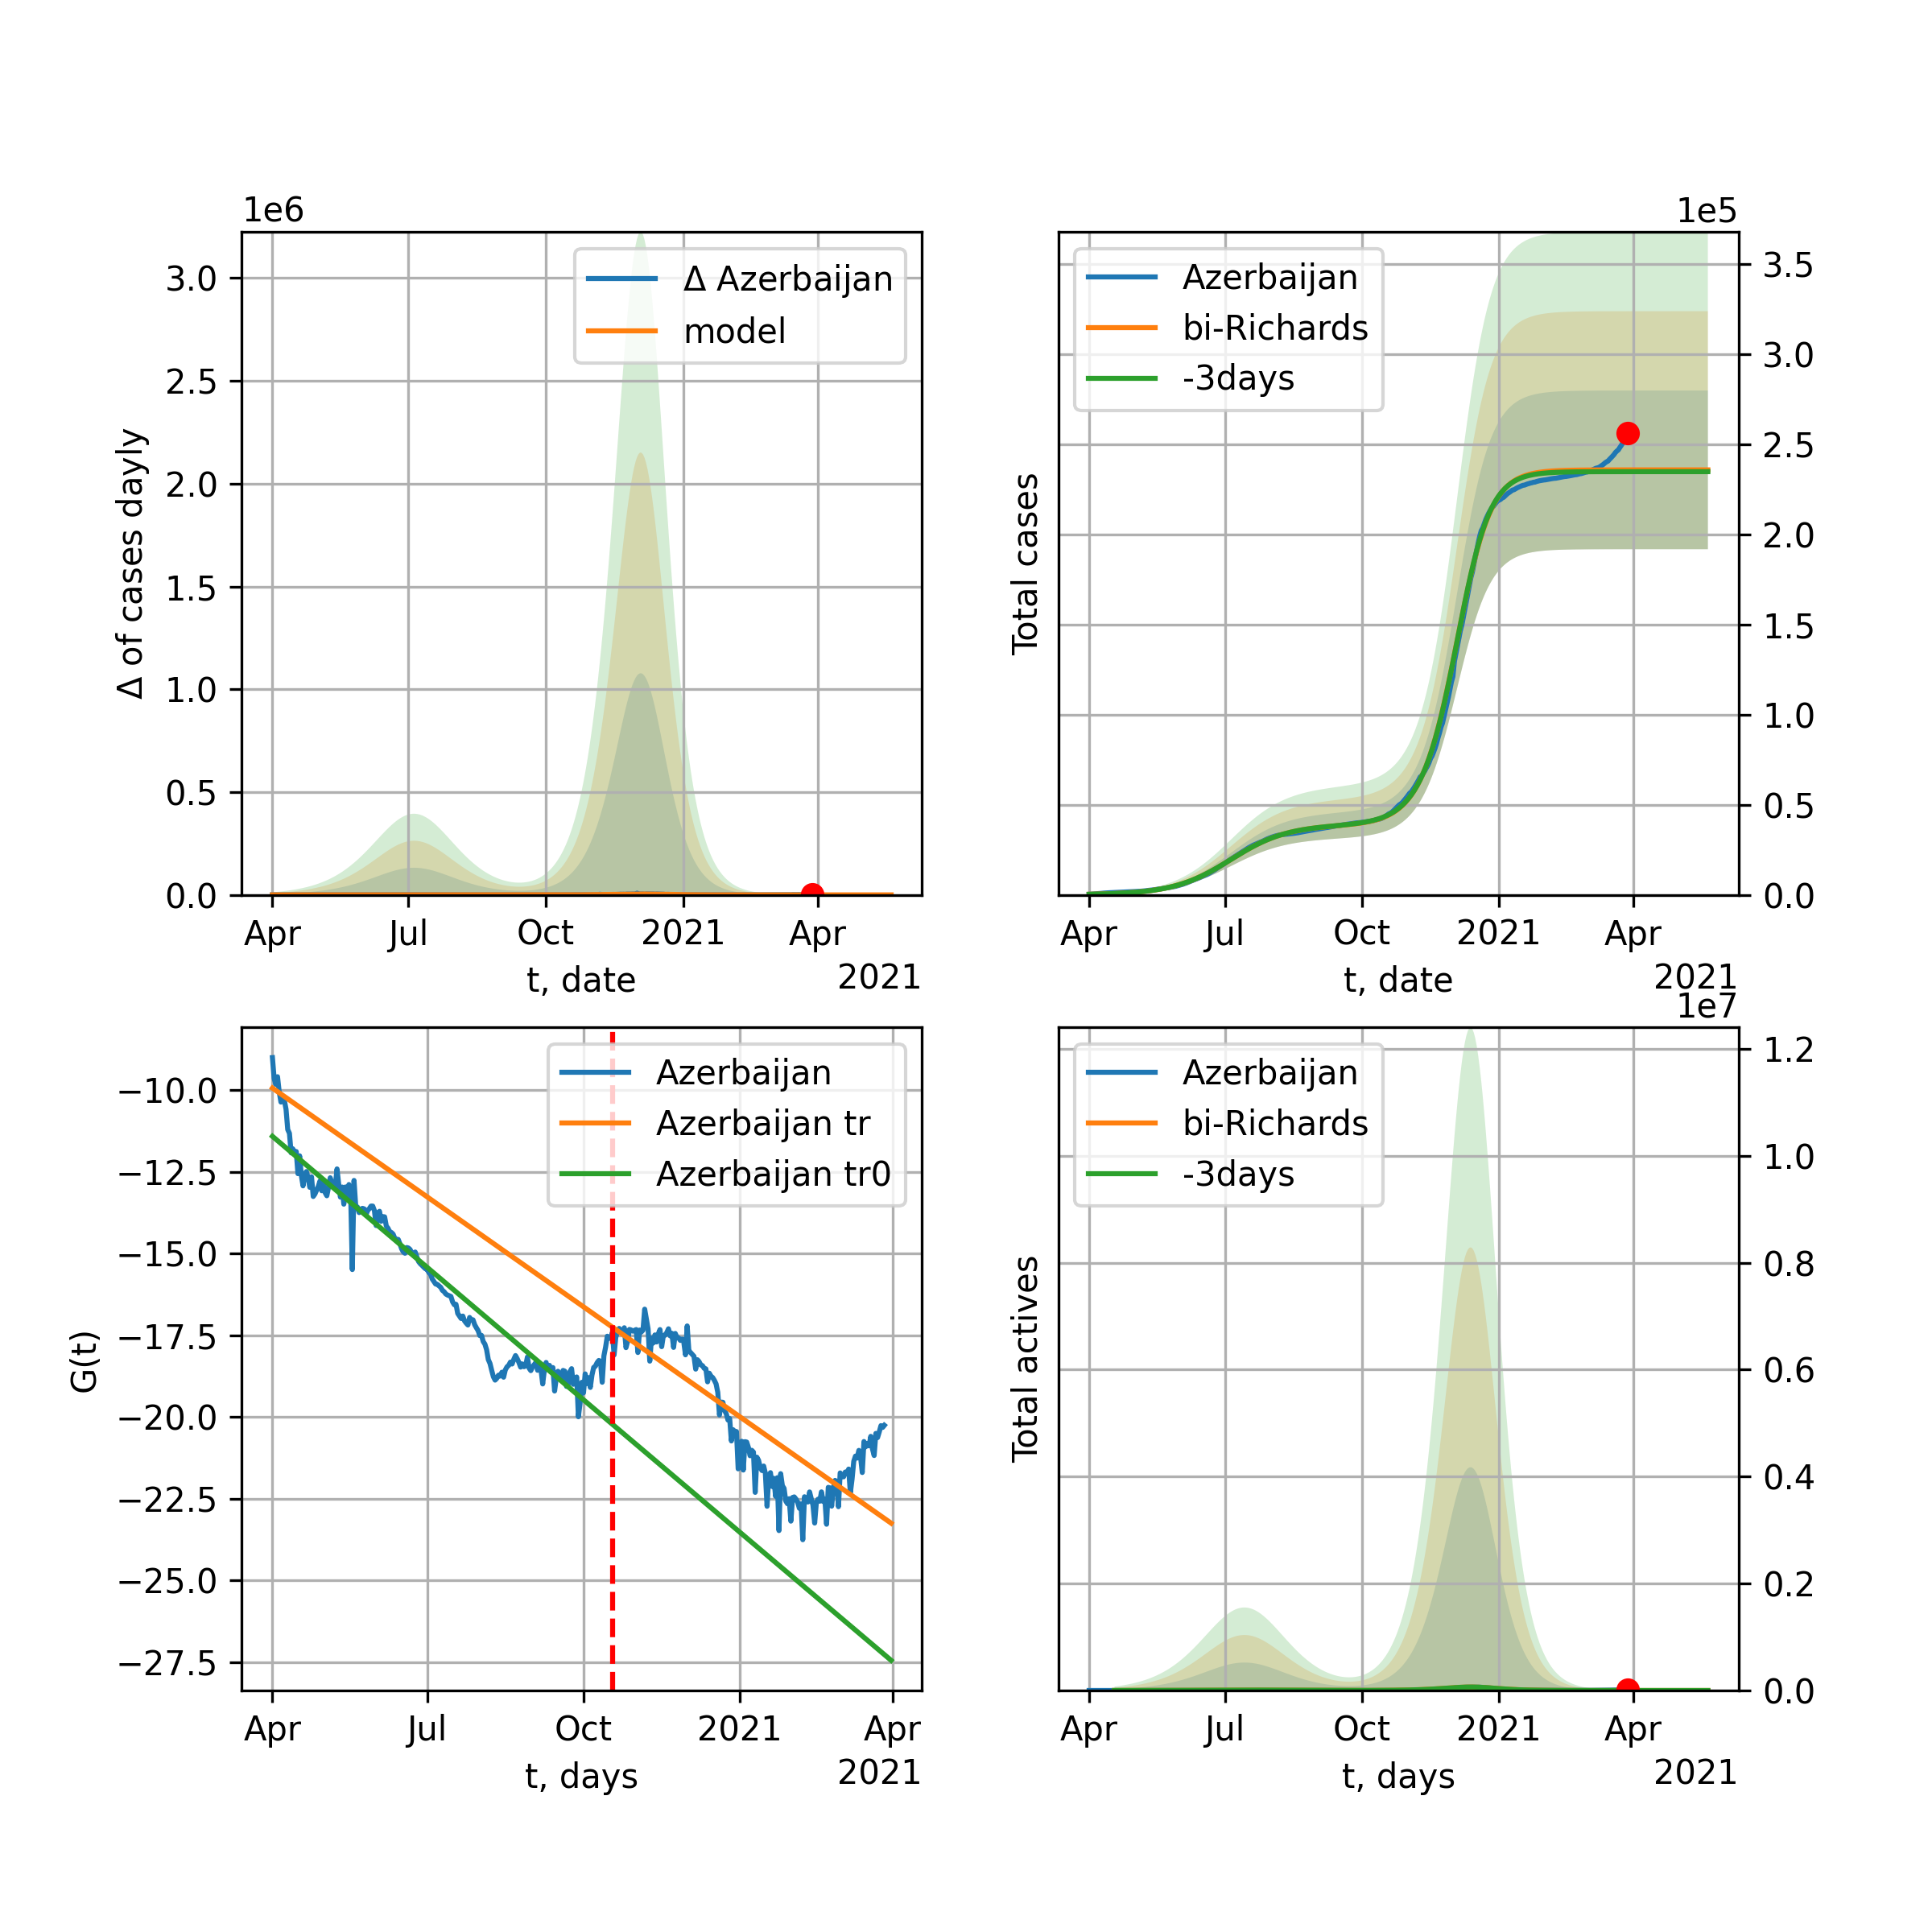 1e6
Δ of cases dayly
3.0
2.5
2.0
1.5
1.0
0.5
0.0
Δ Azerbaijan
model
Apr Jul Oct 2021 Apr
t, date
2021
1e5
Total cases
Azerbaijan
bi-Richards
-3days
3.5
3.0
2.5
2.0
1.5
1.0
0.5
0.0
Apr Jul Oct 2021 Apr
t, date
2021
G(t)
−10.0
−12.5
−15.0
−17.5
−20.0
−22.5
−25.0
−27.5
Azerbaijan
Azerbaijan tr
Azerbaijan tr0
Apr Jul Oct 2021 Apr
t, days
2021
1e7
Total actives
Azerbaijan
bi-Richards
-3days
1.2
1.0
0.8
0.6
0.4
0.2
0.0
Apr Jul Oct 2021 Apr
t, days
2021